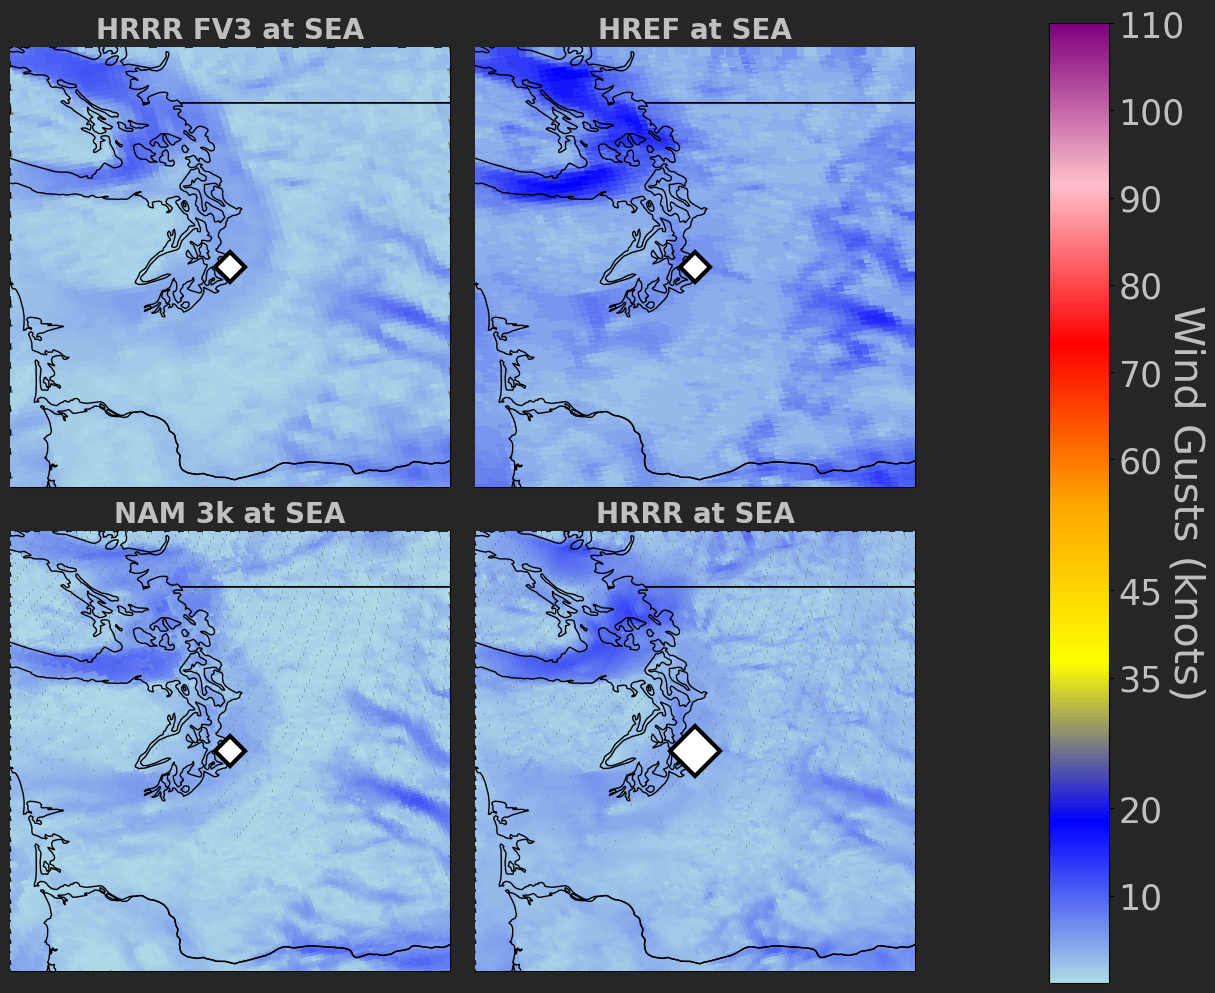 HRRR FV3 at SEA
HREF at SEA
NAM 3k at SEA
HRRR at SEA
110
100
90
80
70
60
45
35
20
10
Wind Gusts (knots)